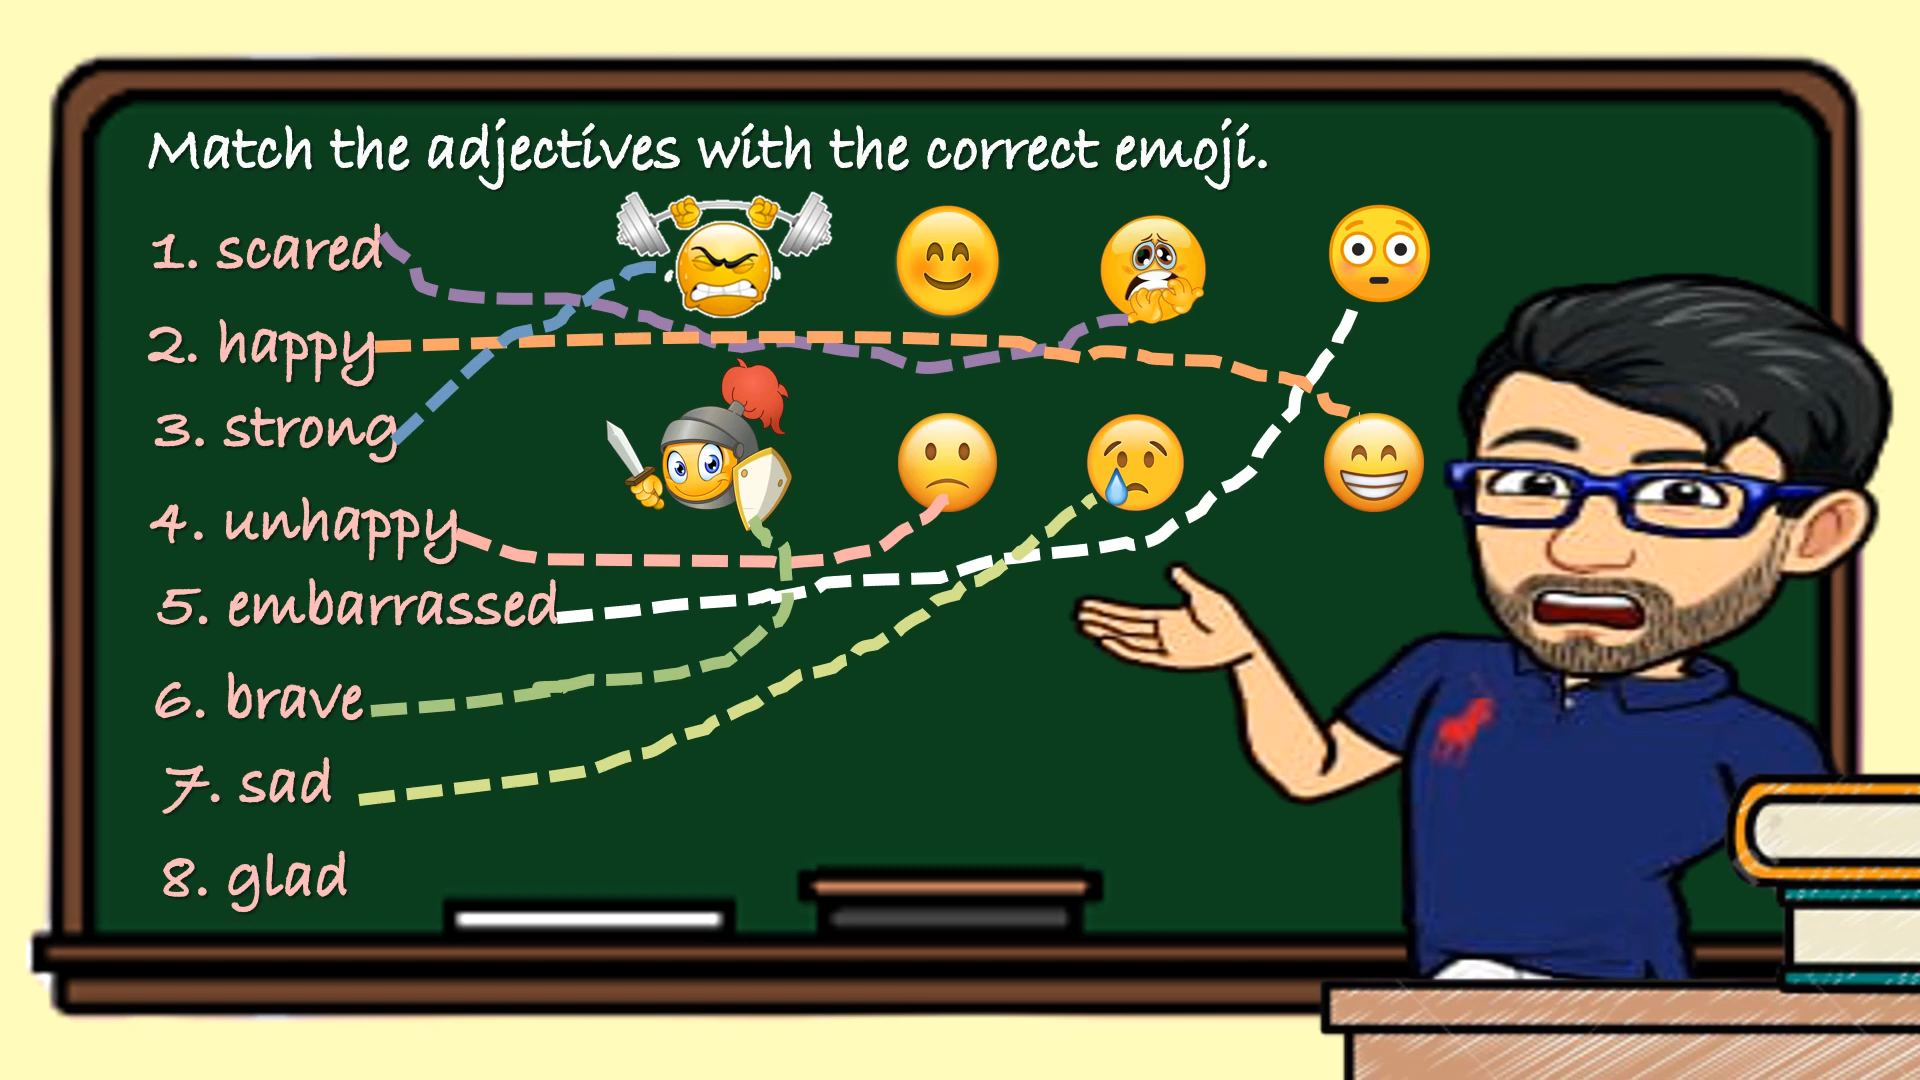 Match the adjectives with the correct emoji.
1. scared
2. happy
3. strong
4. unhappy
5. embarrassed
6. brave
7. sad
8. glad